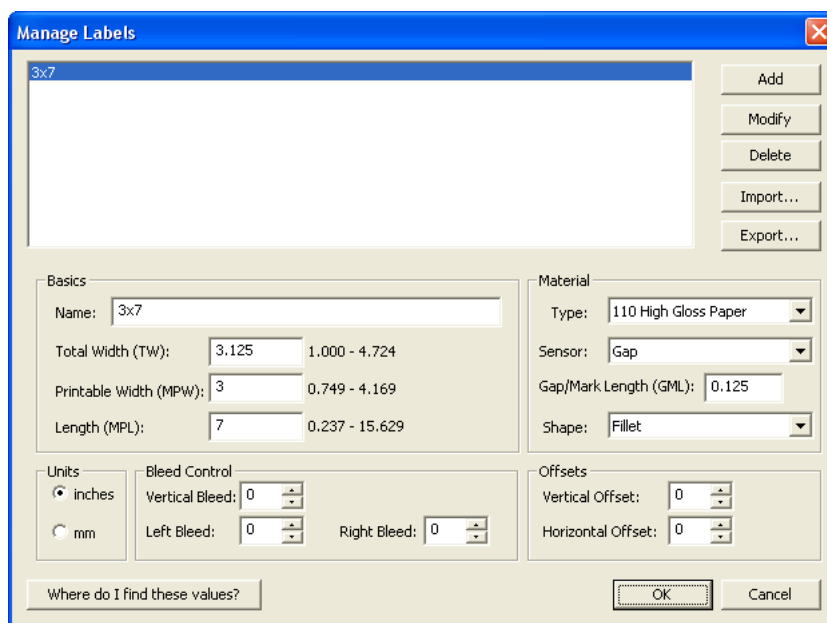 Manage Labels
3x7
Add
Modify
Delete
Import...
Export...
Basics
Name: 3x7
Total Width (TW): 3.125 1.000 - 4.724
Printable Width (MPW): 3 0.749 - 4.169
Length (MPL): 7 0.237 - 15.629
Material
Type: 110 High Gloss Paper
Sensor: Gap
Gap/Mark Length (GML): 0.125
Shape: Fillet
Units
inches
mm
Bleed Control
Vertical Bleed: 0
Left Bleed: 0 Right Bleed: 0
Offsets
Vertical Offset: 0
Horizontal Offset: 0
Where do I find these values?
OK
Cancel